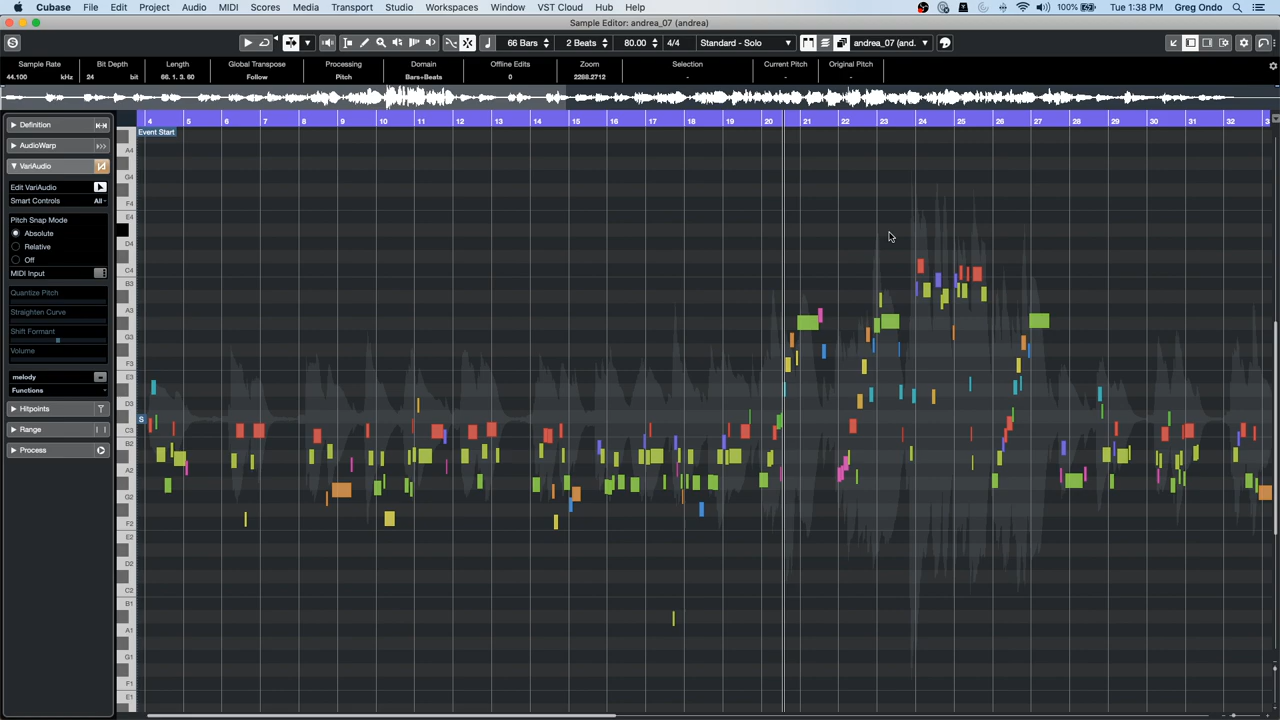 Cubase File Edit Project Audio MIDI Scores Media Transport Studio Workspaces Window VST Cloud Hub Help 100% Tue 1:38 PM Greg Ondo
Sample Editor: andrea_07 (andrea)
66 Bars 2 Beats 80.00 4/4 Standard - Solo andrea_07 (and.
Sample Rate Bit Depth Length Global Transpose Processing Domain Offline Edits Zoom Selection Current Pitch Original Pitch
44.100 kHz 24 bit 66. 1. 3. 60 Follow Pitch Bars+Beats 0 2268.2712 - - -
4 5 6 7 8 9 10 11 12 13 14 15 16 17 18 19 20 21 22 23 24 25 26 27 28 29 30 31 32
Event Start
Definition
AudioWarp
VariAudio
Edit VariAudio
Smart Controls All
Pitch Snap Mode
Absolute
Relative
Off
MIDI Input
Quantize Pitch
Straighten Curve
Shift Formant
Volume
melody
Functions
Hitpoints
Range
Process
A4
G4
F4
E4
D4
C4
B3
A3
G3
F3
E3
D3
S
C3
B2
A2
G2
F2
E2
D2
C2
B1
A1
G1
F1
E1